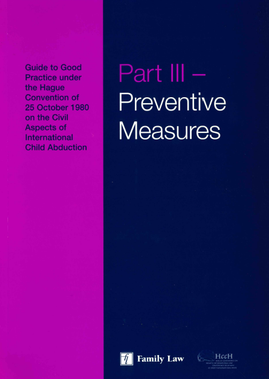 Guide to Good
Practice under
the Hague
Convention of
25 October 1980
on the Civil
Aspects of
International
Child Abduction
Part III –
Preventive
Measures
Family Law
HccH